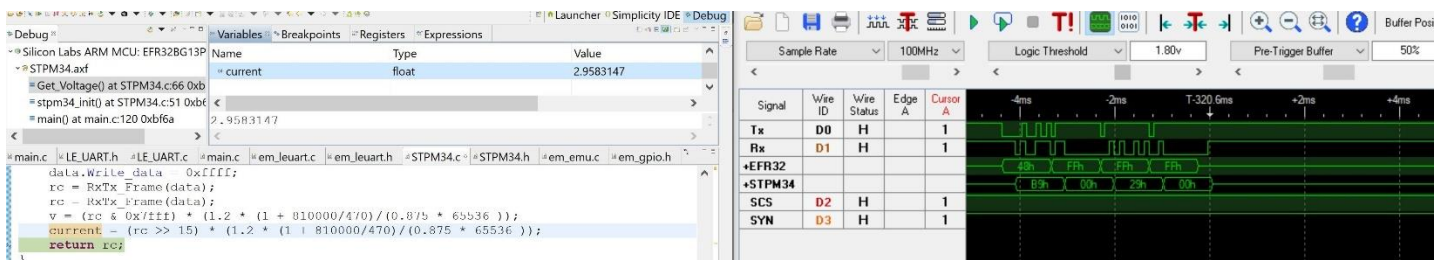 Launcher Simplicity IDE Debug
Debug
Variables Breakpoints Registers Expressions
Silicon Labs ARM MCU: EFR32BG13P
Name Type Value
STPM34.axf
current float 2.9583147
Get_Voltage() at STPM34.c:66 0xb
stpm34_init() at STPM34.c:51 0xb6
main() at main.c:120 0xbf6a
2.9583147
main.c LE_UART.h LE_UART.c main.c em_leuart.c em_leuart.h STPM34.c STPM34.h em_emu.c em_gpio.h
data.Write_data = 0xffff;
rc = RxTx_Frame(data);
rc = RxTx_Frame(data);
v = (rc & 0x7fff) * (1.2 * (1 + 810000/470)/(0.875 * 65536 ));
current = (rc >> 15) * (1.2 * (1 + 810000/470)/(0.875 * 65536 ));
return rc;
}
T! Buffer Posi
Sample Rate 100MHz Logic Threshold 1.80v Pre-Trigger Buffer 50%
Signal Wire ID Wire Status Edge A Cursor A
-4ms -2ms T-320.6ms +2ms +4ms
Tx D0 H 1
Rx D1 H 1
+EFR32 48h FFh FFh FFh
+STPM34 B9h 00h 29h 00h
SCS D2 H 1
SYN D3 H 1